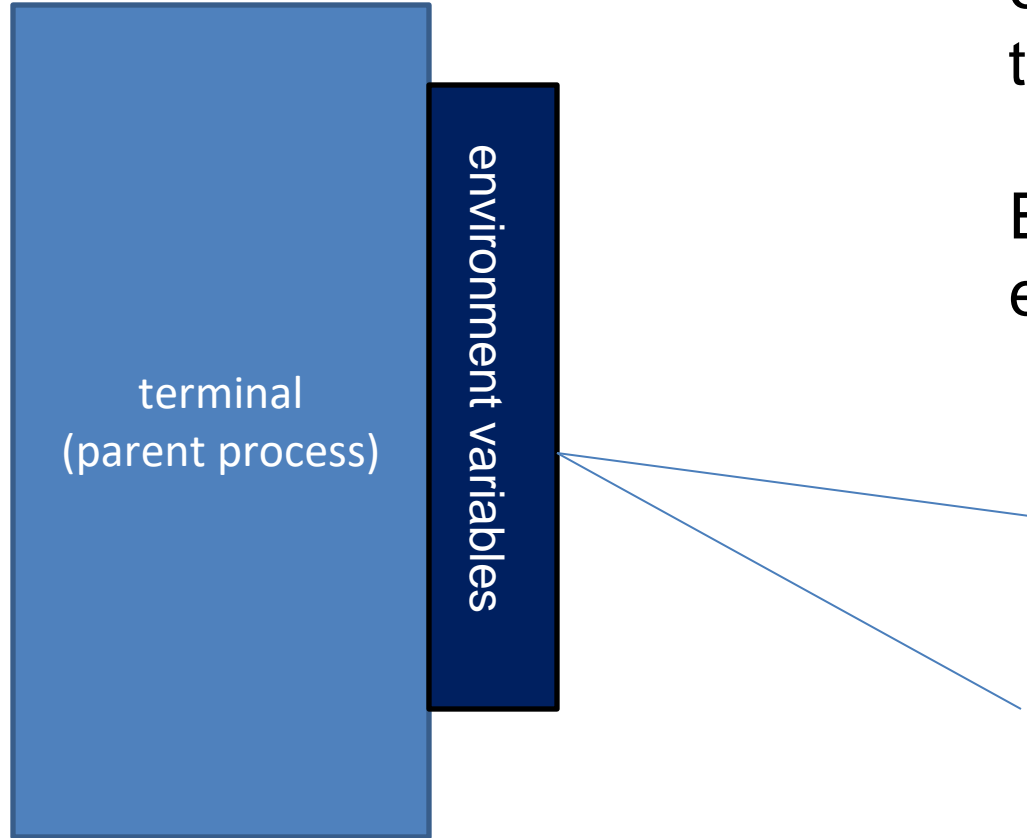 terminal
(parent process)
environment variables
t
E
e